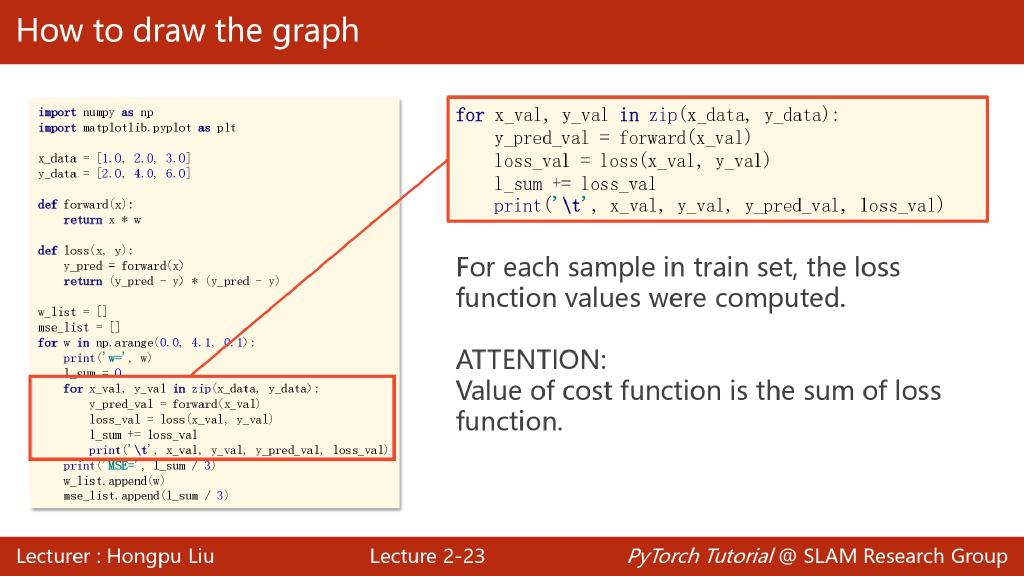 How to draw the graph
import numpy as np
import matplotlib.pyplot as plt
x_data = [1.0, 2.0, 3.0]
y_data = [2.0, 4.0, 6.0]
def forward(x):
    return x * w
def loss(x, y):
    y_pred = forward(x)
    return (y_pred - y) * (y_pred - y)
w_list = []
mse_list = []
for w in np.arange(0.0, 4.1, 0.1):
    print('w=', w)
    l_sum = 0
    for x_val, y_val in zip(x_data, y_data):
        y_pred_val = forward(x_val)
        loss_val = loss(x_val, y_val)
        l_sum += loss_val
        print('\t', x_val, y_val, y_pred_val, loss_val)
    print('MSE=', l_sum / 3)
    w_list.append(w)
    mse_list.append(l_sum / 3)
for x_val, y_val in zip(x_data, y_data):
    y_pred_val = forward(x_val)
    loss_val = loss(x_val, y_val)
    l_sum += loss_val
    print('\t', x_val, y_val, y_pred_val, loss_val)
For each sample in train set, the loss
function values were computed.
ATTENTION:
Value of cost function is the sum of loss
function.
Lecturer : Hongpu Liu
Lecture 2-23
PyTorch Tutorial @ SLAM Research Group